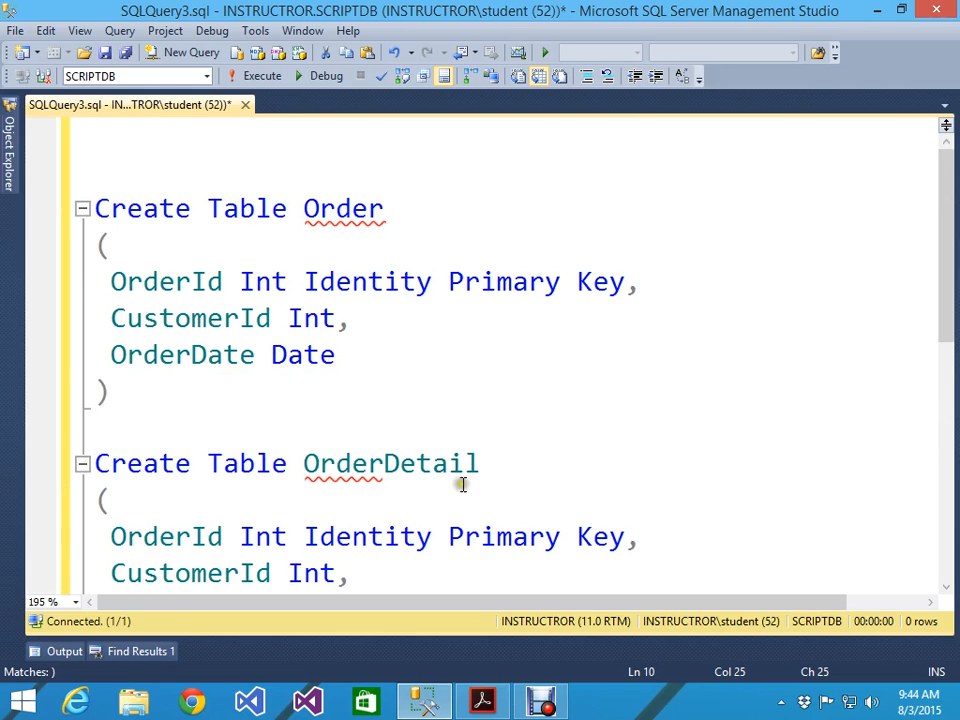 SQLQuery3.sql - INSTRUCTROR.SCRIPTDB (INSTRUCTROR\student (52))* - Microsoft SQL Server Management Studio
File Edit View Query Project Debug Tools Window Help
New Query
SCRIPTDB Execute Debug
SQLQuery3.sql - IN...TROR\student (52))*
Object Explorer
Create Table Order
(
OrderId Int Identity Primary Key,
CustomerId Int,
OrderDate Date
)
Create Table OrderDetail
(
OrderId Int Identity Primary Key,
CustomerId Int,
195 %
Connected. (1/1) INSTRUCTROR (11.0 RTM) INSTRUCTROR\student (52) SCRIPTDB 00:00:00 0 rows
Output Find Results 1
Matches: ) Ln 10 Col 25 Ch 25 INS
9:44 AM
8/3/2015